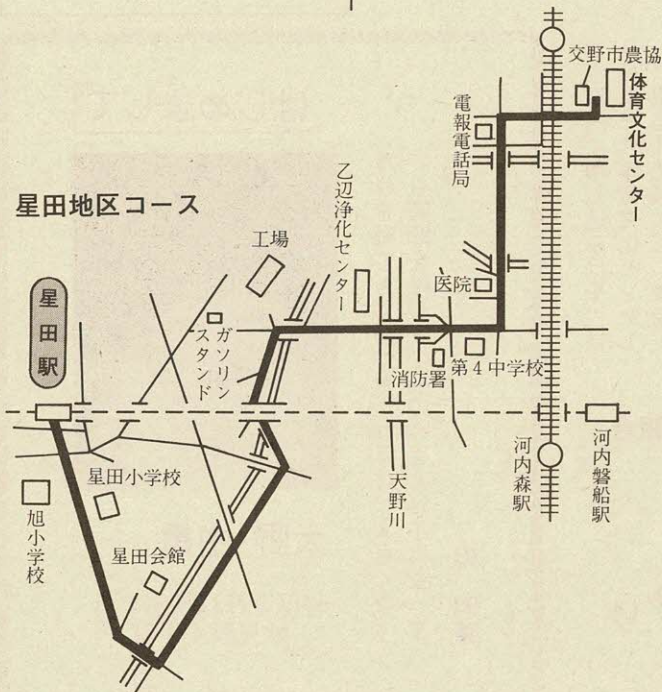 星田地区コース
星田駅
工場
ガソリン
スタンド
乙辺浄化センター
電報電話局
交野市農協
体育文化センター
医院
消防署
第4中学校
天野川
河内森駅
河内磐船駅
星田小学校
旭小学校
星田会館